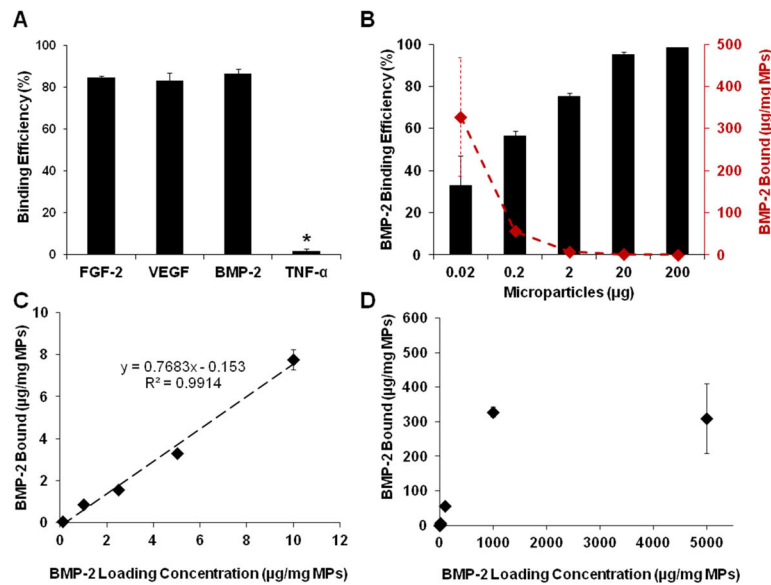 A
Binding Efficiency (%)
100
80
60
40
20
0
*
FGF-2 VEGF BMP-2 TNF-α
B
BMP-2 Binding Efficiency (%)
100
80
60
40
20
0
500
400
300
200
100
0
BMP-2 Bound (µg/mg MPs)
0.02 0.2 2 20 200
Microparticles (µg)
C
BMP-2 Bound (µg/mg MPs)
10
8
6
4
2
0
y = 0.7683x - 0.153
R² = 0.9914
0 2 4 6 8 10 12
BMP-2 Loading Concentration (µg/mg MPs)
D
BMP-2 Bound (µg/mg MPs)
600
500
400
300
200
100
0
0 1000 2000 3000 4000 5000
BMP-2 Loading Concentration (µg/mg MPs)